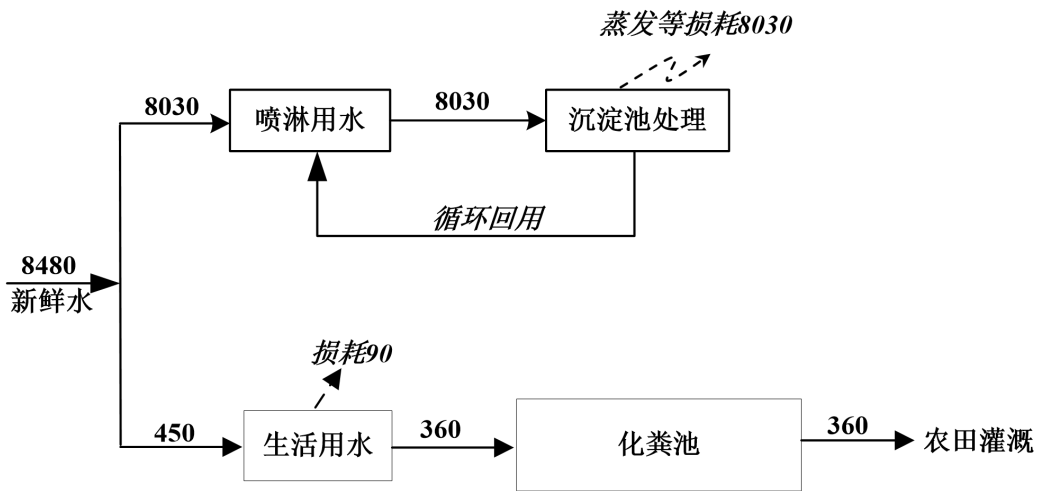 蒸发等损耗8030
8030
喷淋用水
8030
沉淀池处理
循环回用
8480
新鲜水
损耗90
450
生活用水
360
化粪池
360
农田灌溉